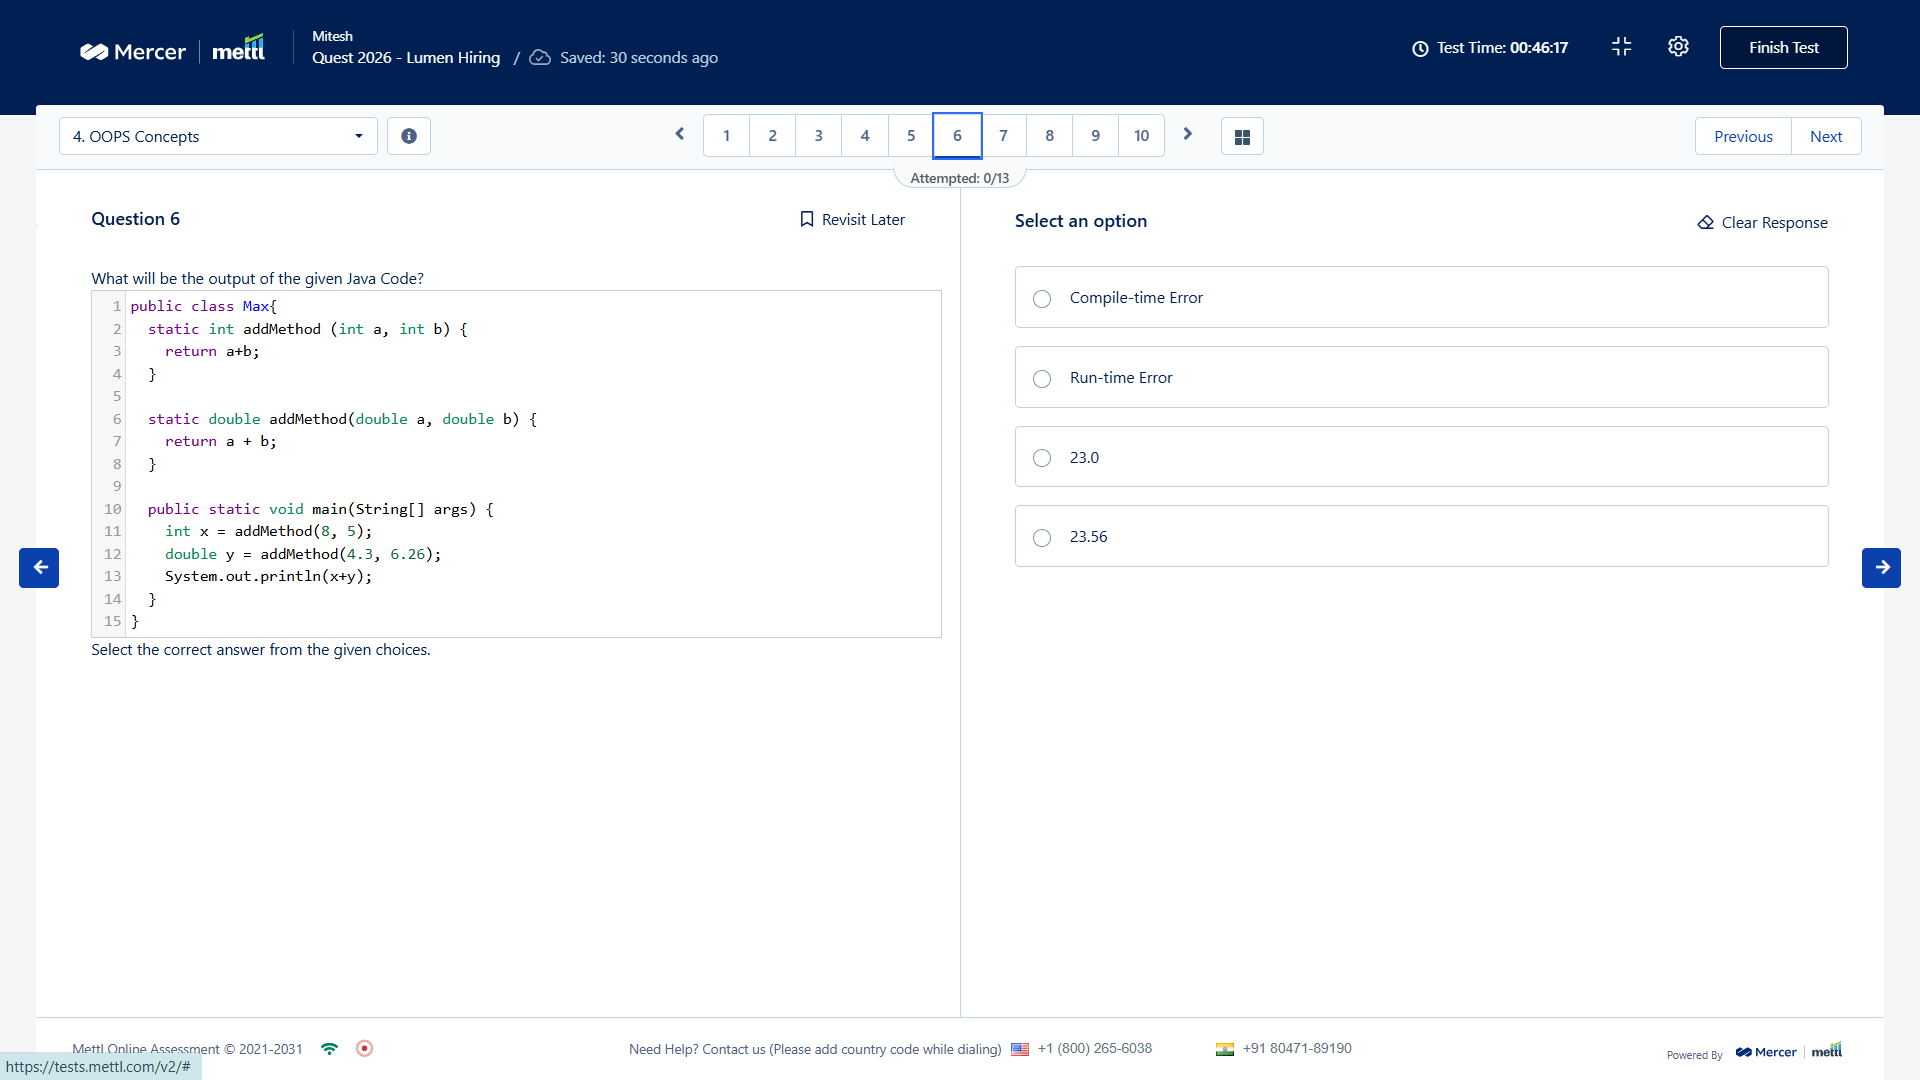 Mercer | mettl
Mitesh
Quest 2026 - Lumen Hiring / Saved: 30 seconds ago
Test Time: 00:46:17
Finish Test
4. OOPS Concepts
1 2 3 4 5 6 7 8 9 10
Previous
Next
Attempted: 0/13
Question 6
Revisit Later
What will be the output of the given Java Code?
1 public class Max{
2 static int addMethod (int a, int b) {
3 return a+b;
4 }
5
6 static double addMethod(double a, double b) {
7 return a + b;
8 }
9
10 public static void main(String[] args) {
11 int x = addMethod(8, 5);
12 double y = addMethod(4.3, 6.26);
13 System.out.println(x+y);
14 }
15 }
Select the correct answer from the given choices.
Select an option
Clear Response
Compile-time Error
Run-time Error
23.0
23.56
Mettl Online Assessment © 2021-2031
Need Help? Contact us (Please add country code while dialing) +1 (800) 265-6038 +91 80471-89190
Powered By Mercer | mettl
https://tests.mettl.com/v2/#